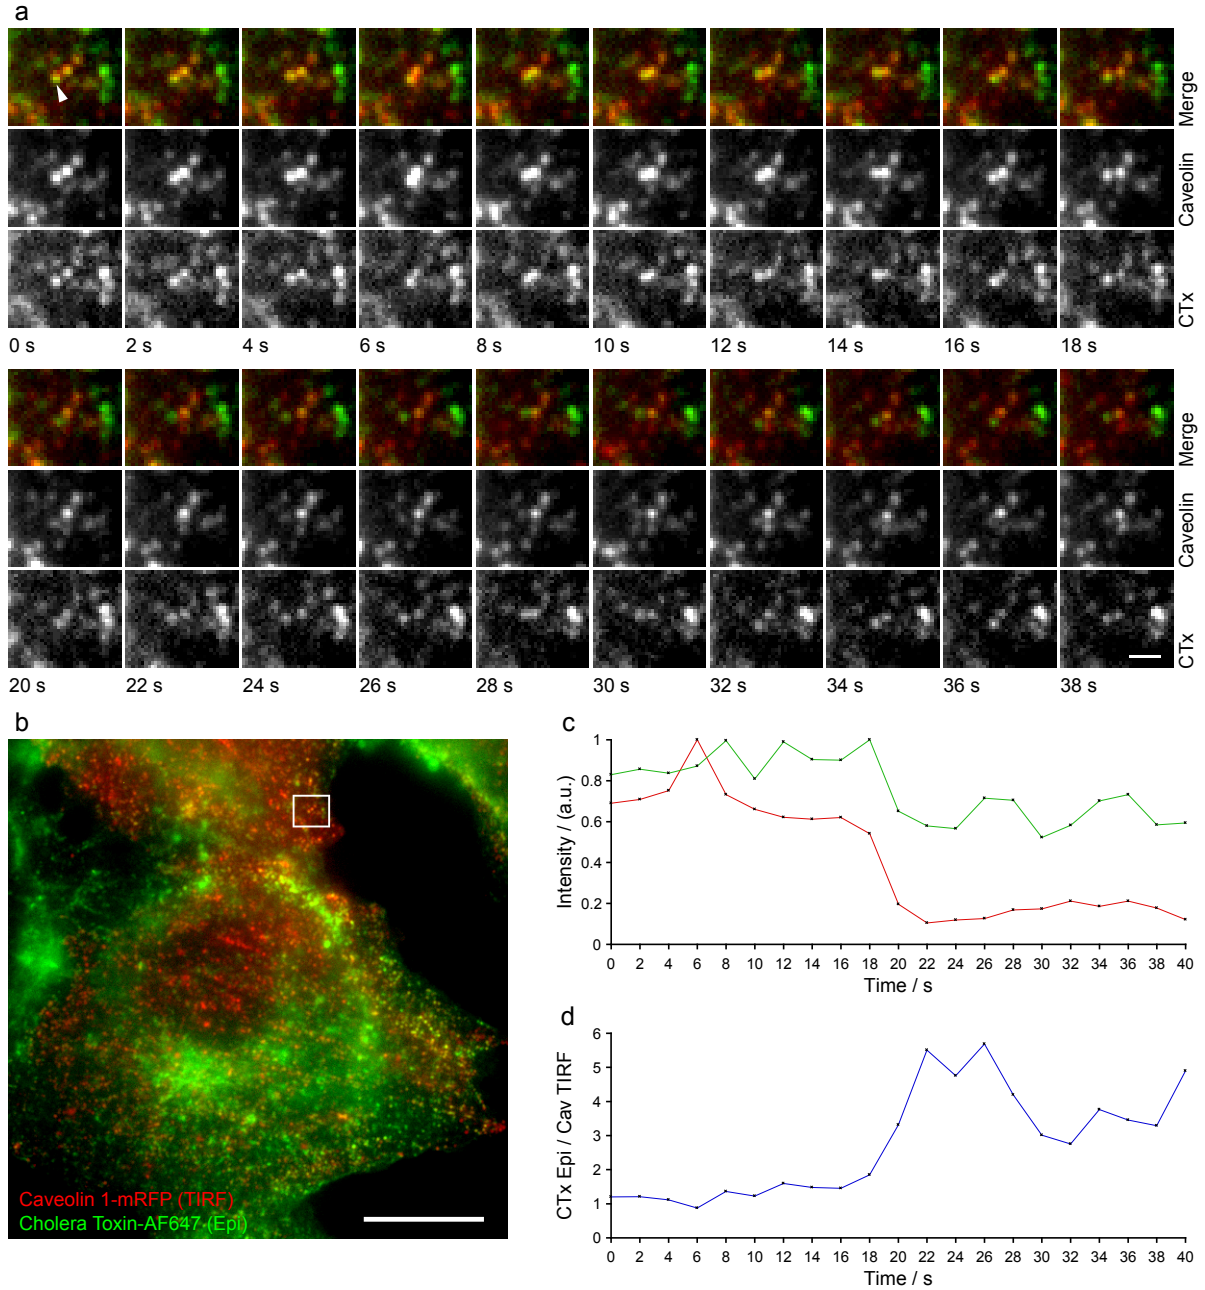 a
Merge
Caveolin
CTx
0 s 2 s 4 s 6 s 8 s 10 s 12 s 14 s 16 s 18 s
Merge
Caveolin
CTx
20 s 22 s 24 s 26 s 28 s 30 s 32 s 34 s 36 s 38 s
b
Caveolin 1-mRFP (TIRF)
Cholera Toxin-AF647 (Epi)
c
Intensity / (a.u.)
1
0.8
0.6
0.4
0.2
0
0 2 4 6 8 10 12 14 16 18 20 22 24 26 28 30 32 34 36 38 40
Time / s
d
CTx Epi / Cav TIRF
6
5
4
3
2
1
0
0 2 4 6 8 10 12 14 16 18 20 22 24 26 28 30 32 34 36 38 40
Time / s